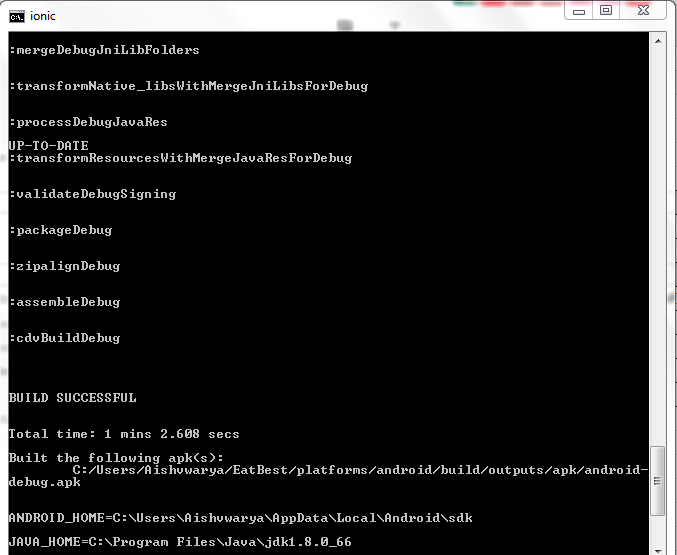 ionic
:mergeDebugJniLibFolders
:transformNative_libsWithMergeJniLibsForDebug
:processDebugJavaRes
UP-TO-DATE
:transformResourcesWithMergeJavaResForDebug
:validateDebugSigning
:packageDebug
:zipalignDebug
:assembleDebug
:cdvBuildDebug
BUILD SUCCESSFUL
Total time: 1 mins 2.608 secs
Built the following apk(s):
C:/Users/Aishvwarya/EatBest/platforms/android/build/outputs/apk/android-
debug.apk
ANDROID_HOME=C:\Users\Aishvwarya\AppData\Local\Android\sdk
JAVA_HOME=C:\Program Files\Java\jdk1.8.0_66